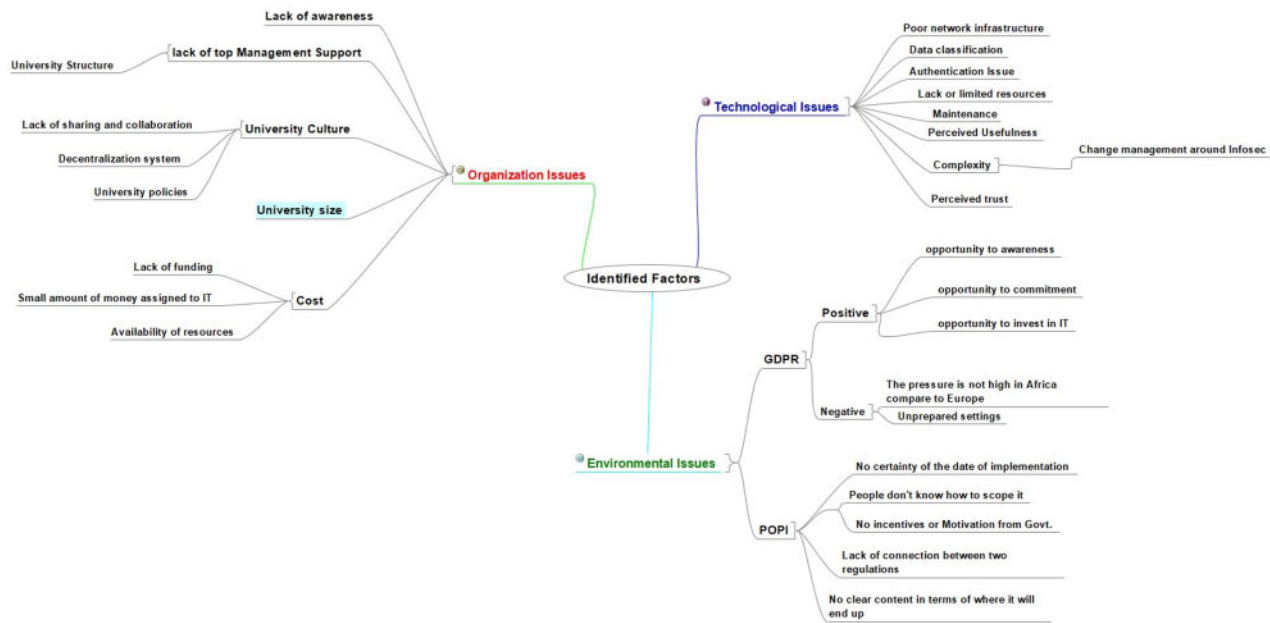 Lack of awareness
lack of top Management Support
University Structure
University Culture
Lack of sharing and collaboration
Decentralization system
University policies
Organization Issues
University size
Lack of funding
Small amount of money assigned to IT
Cost
Availability of resources
Identified Factors
Technological Issues
Poor network infrastructure
Data classification
Authentication Issue
Lack or limited resources
Maintenance
Perceived Usefulness
Complexity
Change management around Infosec
Perceived trust
Environmental Issues
GDPR
Positive
opportunity to awareness
opportunity to commitment
opportunity to invest in IT
Negative
The pressure is not high in Africa
compare to Europe
Unprepared settings
POPI
No certainty of the date of implementation
People don't know how to scope it
No incentives or Motivation from Govt.
Lack of connection between two
regulations
No clear content in terms of where it will
end up